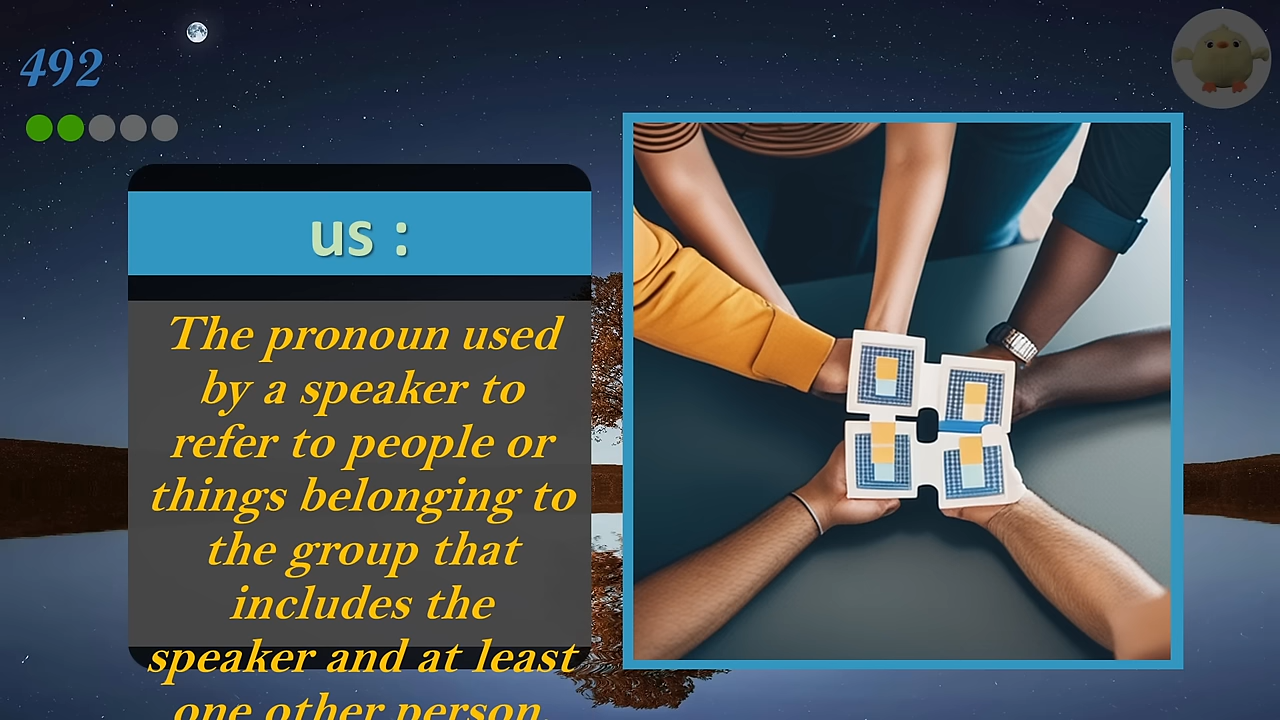 492
us :
The pronoun used
by a speaker to
refer to people or
things belonging to
the group that
includes the
speaker and at least
one other person.